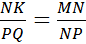 NK/PQ = MN/NP